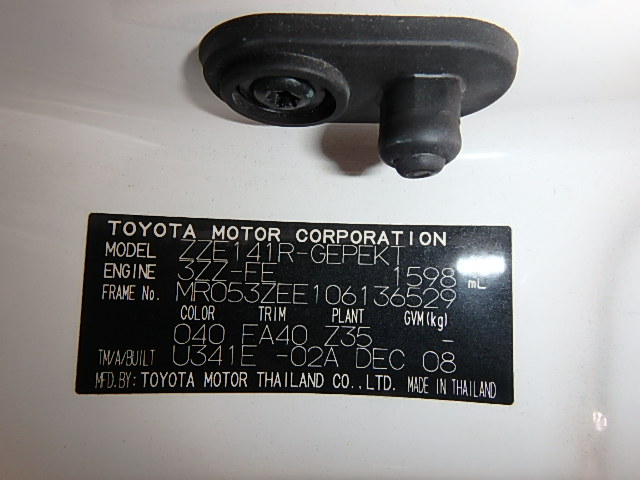 TOYOTA MOTOR CORPORATION
MODEL ZZE141R-GEPEKT
ENGINE 3ZZ-FE 1598 mL
FRAME No. MR053ZEE106136529
COLOR TRIM PLANT GVM(kg)
040 FA40 Z35 -
TM/A/BUILT U341E -02A DEC 08
MFD.BY: TOYOTA MOTOR THAILAND CO.,LTD. MADE IN THAILAND